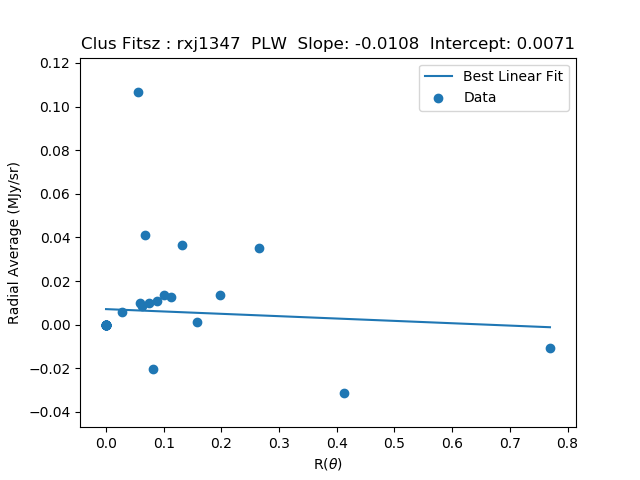 Clus Fitsz : rxj1347  PLW  Slope: -0.0108  Intercept: 0.0071
Best Linear Fit
Data
0.12
0.10
0.08
0.06
0.04
0.02
0.00
−0.02
−0.04
Radial Average (MJy/sr)
0.0 0.1 0.2 0.3 0.4 0.5 0.6 0.7 0.8
R(θ)